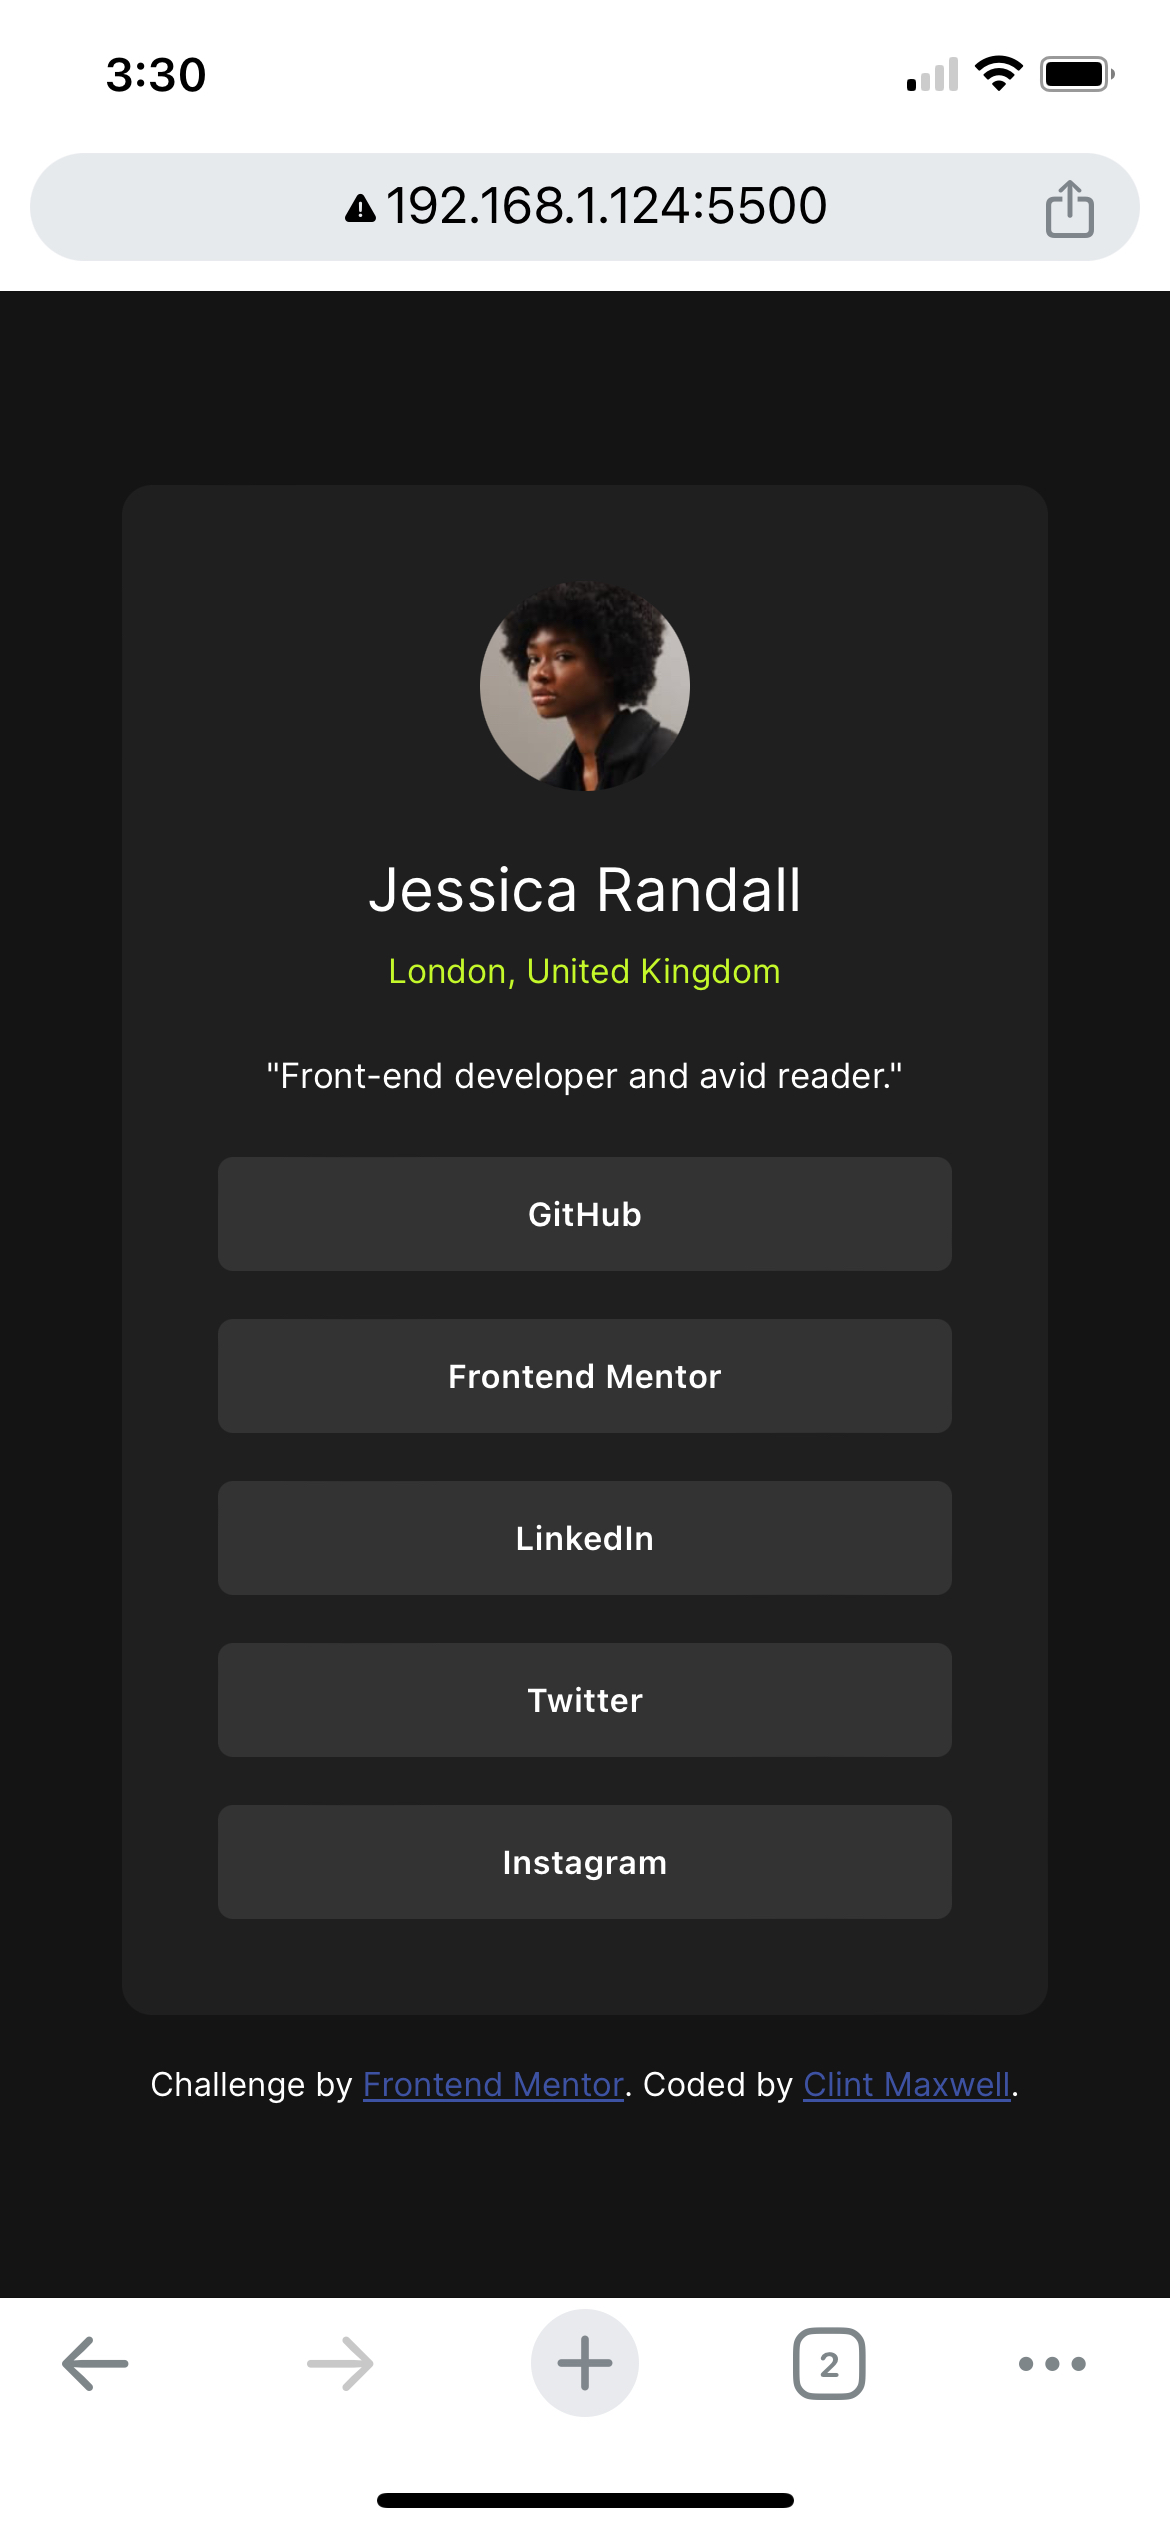 3:30
192.168.1.124:5500
Jessica Randall
London, United Kingdom
"Front-end developer and avid reader."
GitHub
Frontend Mentor
LinkedIn
Twitter
Instagram
Challenge by Frontend Mentor. Coded by Clint Maxwell.
2